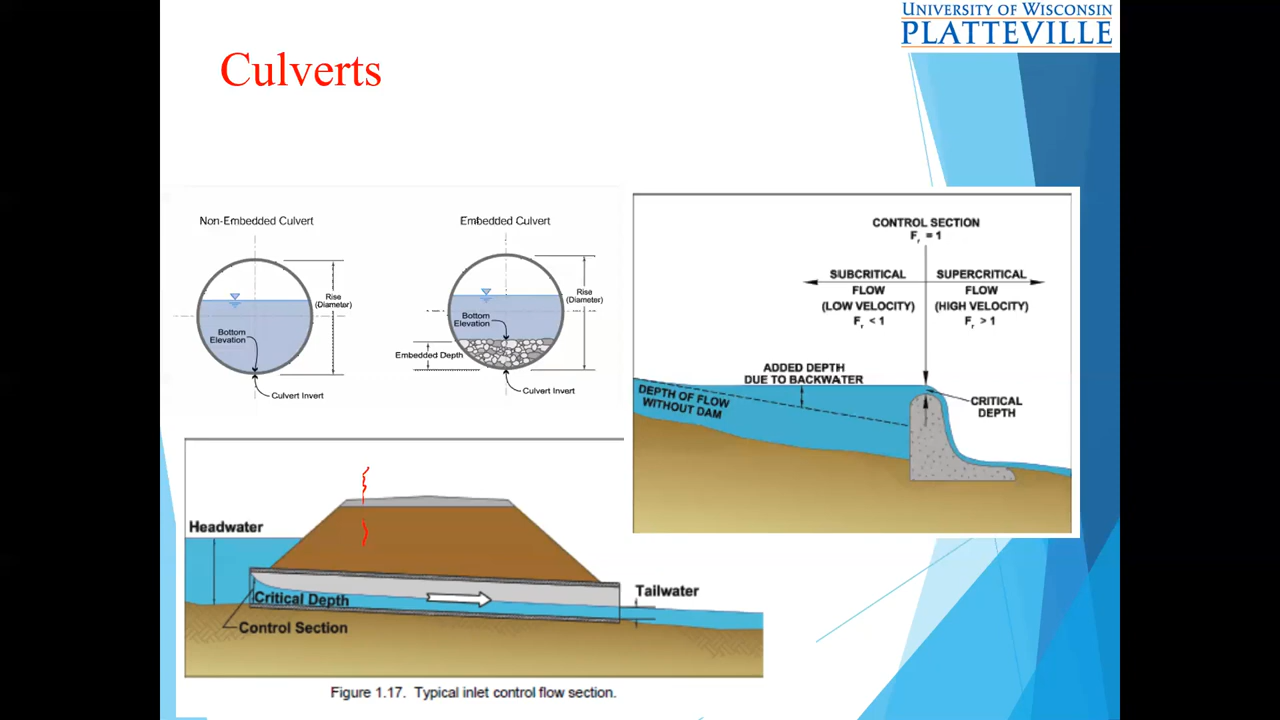 UNIVERSITY OF WISCONSIN
PLATTEVILLE
Culverts
Non-Embedded Culvert
Rise
(Diameter)
Bottom
Elevation
Culvert Invert
Embedded Culvert
Rise
(Diameter)
Bottom
Elevation
Embedded Depth
Culvert Invert
CONTROL SECTION
Fr = 1
SUBCRITICAL
FLOW
(LOW VELOCITY)
Fr < 1
SUPERCRITICAL
FLOW
(HIGH VELOCITY)
Fr > 1
ADDED DEPTH
DUE TO BACKWATER
DEPTH OF FLOW
WITHOUT DAM
CRITICAL
DEPTH
Headwater
Critical Depth
Control Section
Tailwater
Figure 1.17. Typical inlet control flow section.